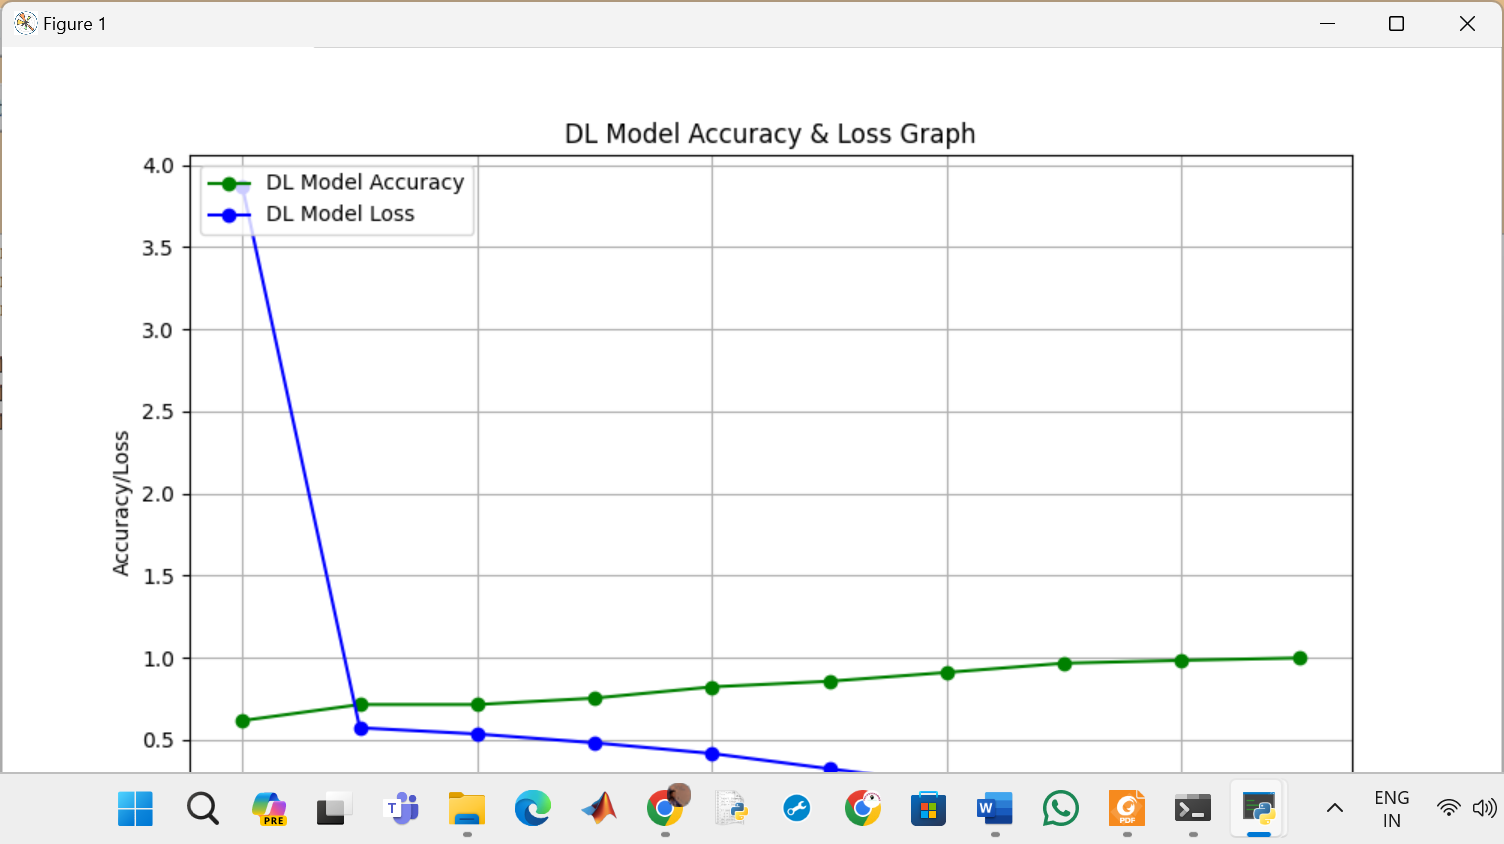 Figure 1
DL Model Accuracy & Loss Graph
DL Model Accuracy
DL Model Loss
4.0
3.5
3.0
2.5
2.0
1.5
1.0
0.5
Accuracy/Loss
PRE
T
W
PDF
ENG
IN